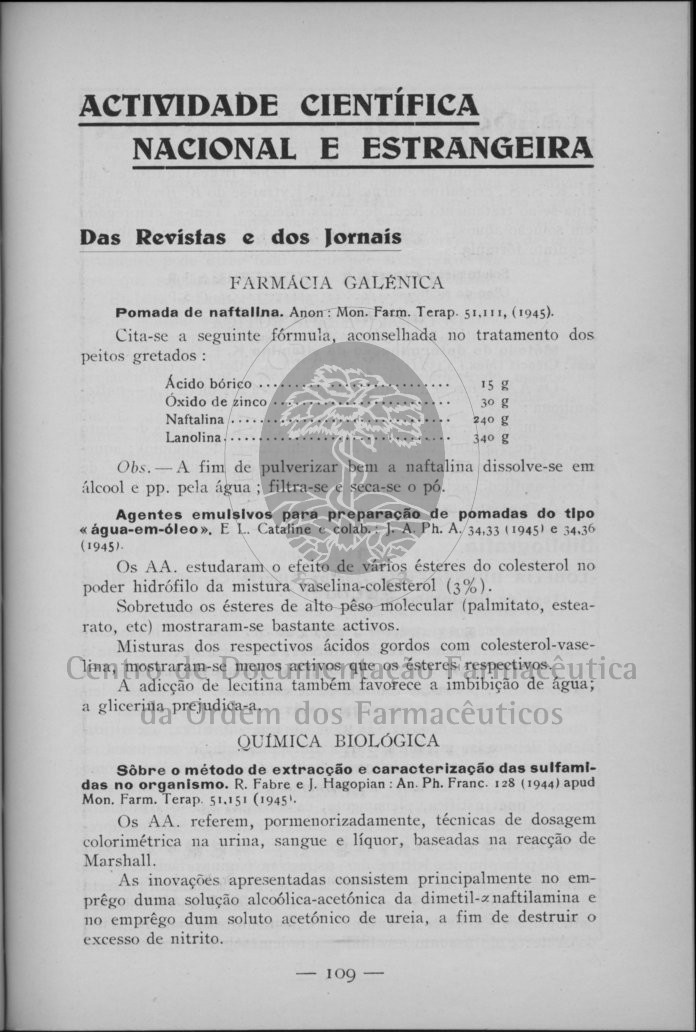 ACTIVIDADE CIENTÍFICA
NACIONAL E ESTRANGEIRA
Das Revistas e dos Jornais
FARMÁCIA GALÉNICA
Pomada de naftalina. Anon : Mon. Farm. Terap. 51,111, (1945).
Cita-se a seguinte fórmula, aconselhada no tratamento dos
peitos gretados :
Ácido bórico .......................... 15 g
Óxido de zinco ........................ 30 g
Naftalina ............................. 240 g
Lanolina. ............................. 340 g
Obs. — A fim de pulverizar bem a naftalina dissolve-se em
álcool e pp. pela água ; filtra-se e seca-se o pó.
Agentes emulsivos para preparação de pomadas do tipo
«água-em-óleo». E L. Cataline e colab. : J. A. Ph. A. 34,33 (1945) e 34,36
(1945).
Os AA. estudaram o efeito de vários ésteres do colesterol no
poder hidrófilo da mistura vaselina-colesterol (3%).
Sobretudo os ésteres de alto pêso molecular (palmitato, estea-
rato, etc) mostraram-se bastante activos.
Misturas dos respectivos ácidos gordos com colesterol-vase-
lina, mostraram-se menos activos que os ésteres respectivos.
Centro de Documentação Farmacêutica
A adicção de lecitina também favorece a imbibição de água;
a glicerina prejudica-a.
da Ordem dos Farmacêuticos
QUÍMICA BIOLÓGICA
Sôbre o método de extracção e caracterização das sulfami-
das no organismo. R. Fabre e J. Hagopian : An. Ph. Franc. 128 (1944) apud
Mon. Farm. Terap. 51,151 (1945).
Os AA. referem, pormenorizadamente, técnicas de dosagem
colorimétrica na urina, sangue e líquor, baseadas na reacção de
Marshall.
As inovações apresentadas consistem principalmente no em-
prêgo duma solução alcoólica-acetónica da dimetil-α naftilamina e
no emprêgo dum soluto acetónico de ureia, a fim de destruir o
excesso de nitrito.
— 109 —